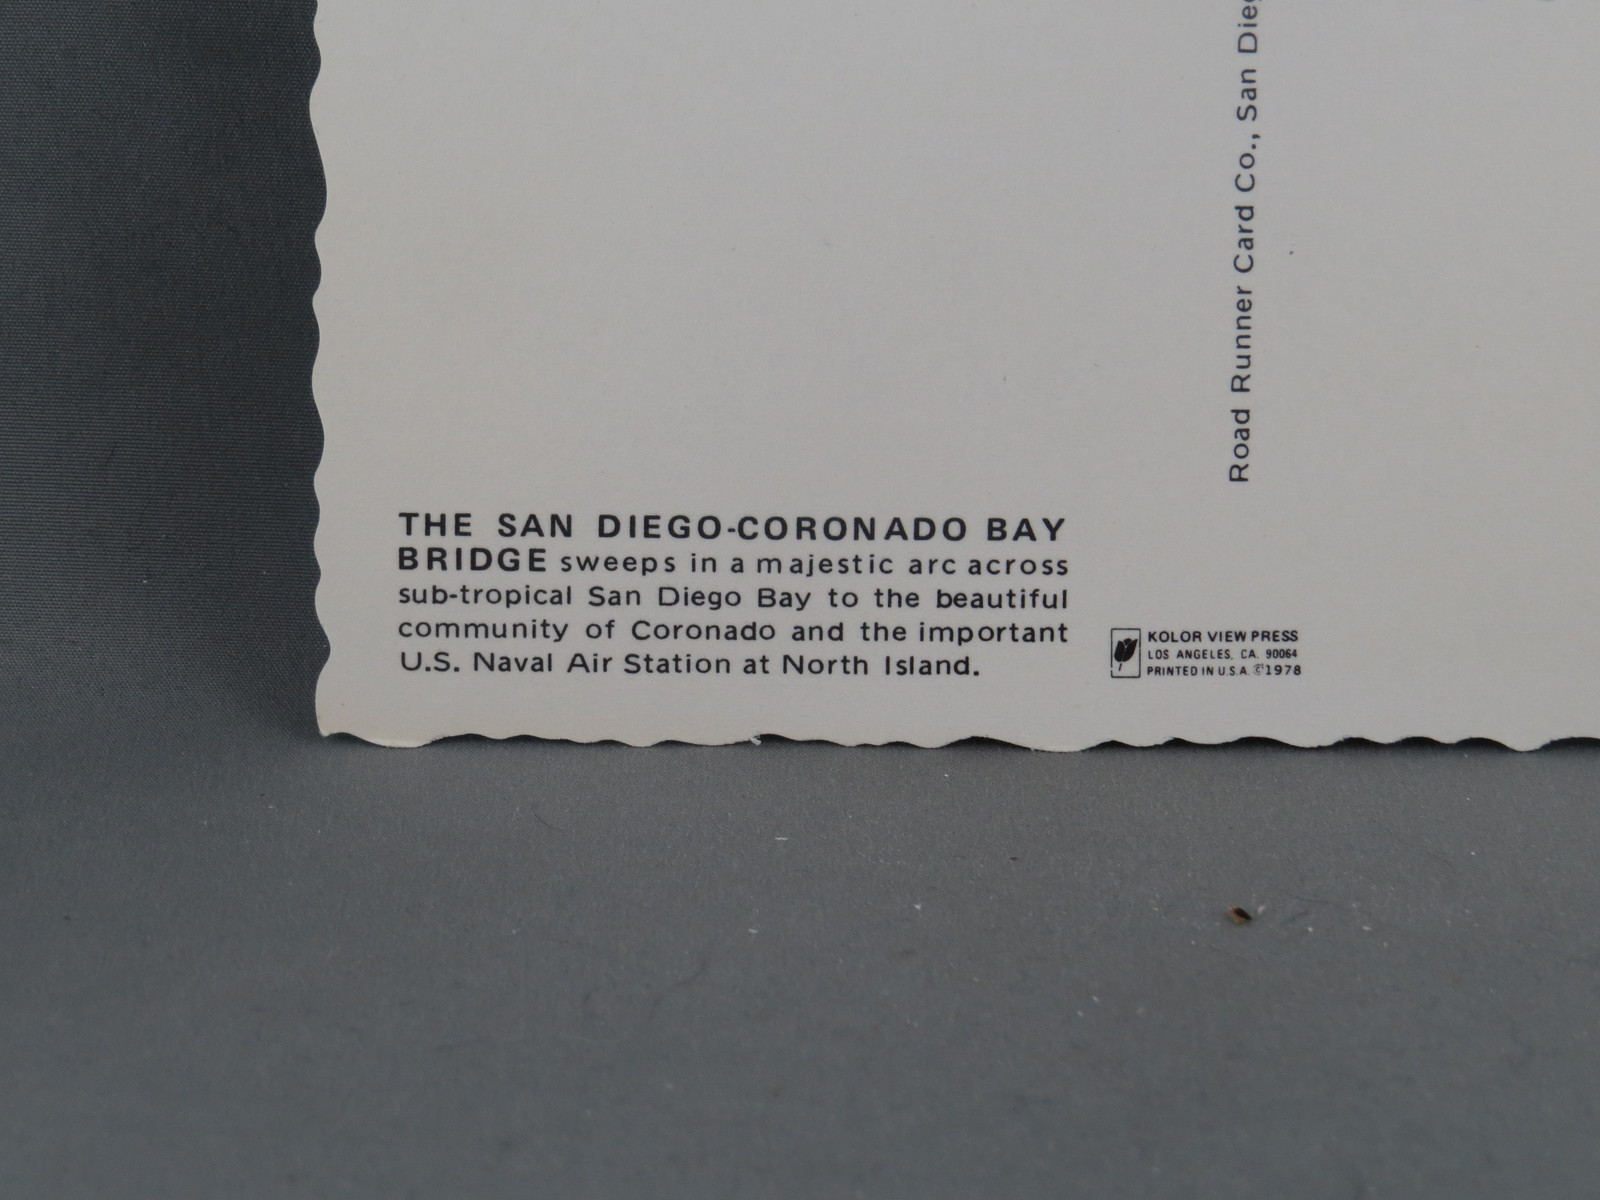 Road Runner Card Co., San
THE SAN DIEGO-CORONADO BAY
BRIDGE sweeps in a majestic arc across
sub-tropical San Diego Bay to the beautiful
community of Coronado and the important
U.S. Naval Air Station at North Island.
KOLOR VIEW PRESS
LOS ANGELES, CA. 90064
PRINTED IN U.S.A. ©1978